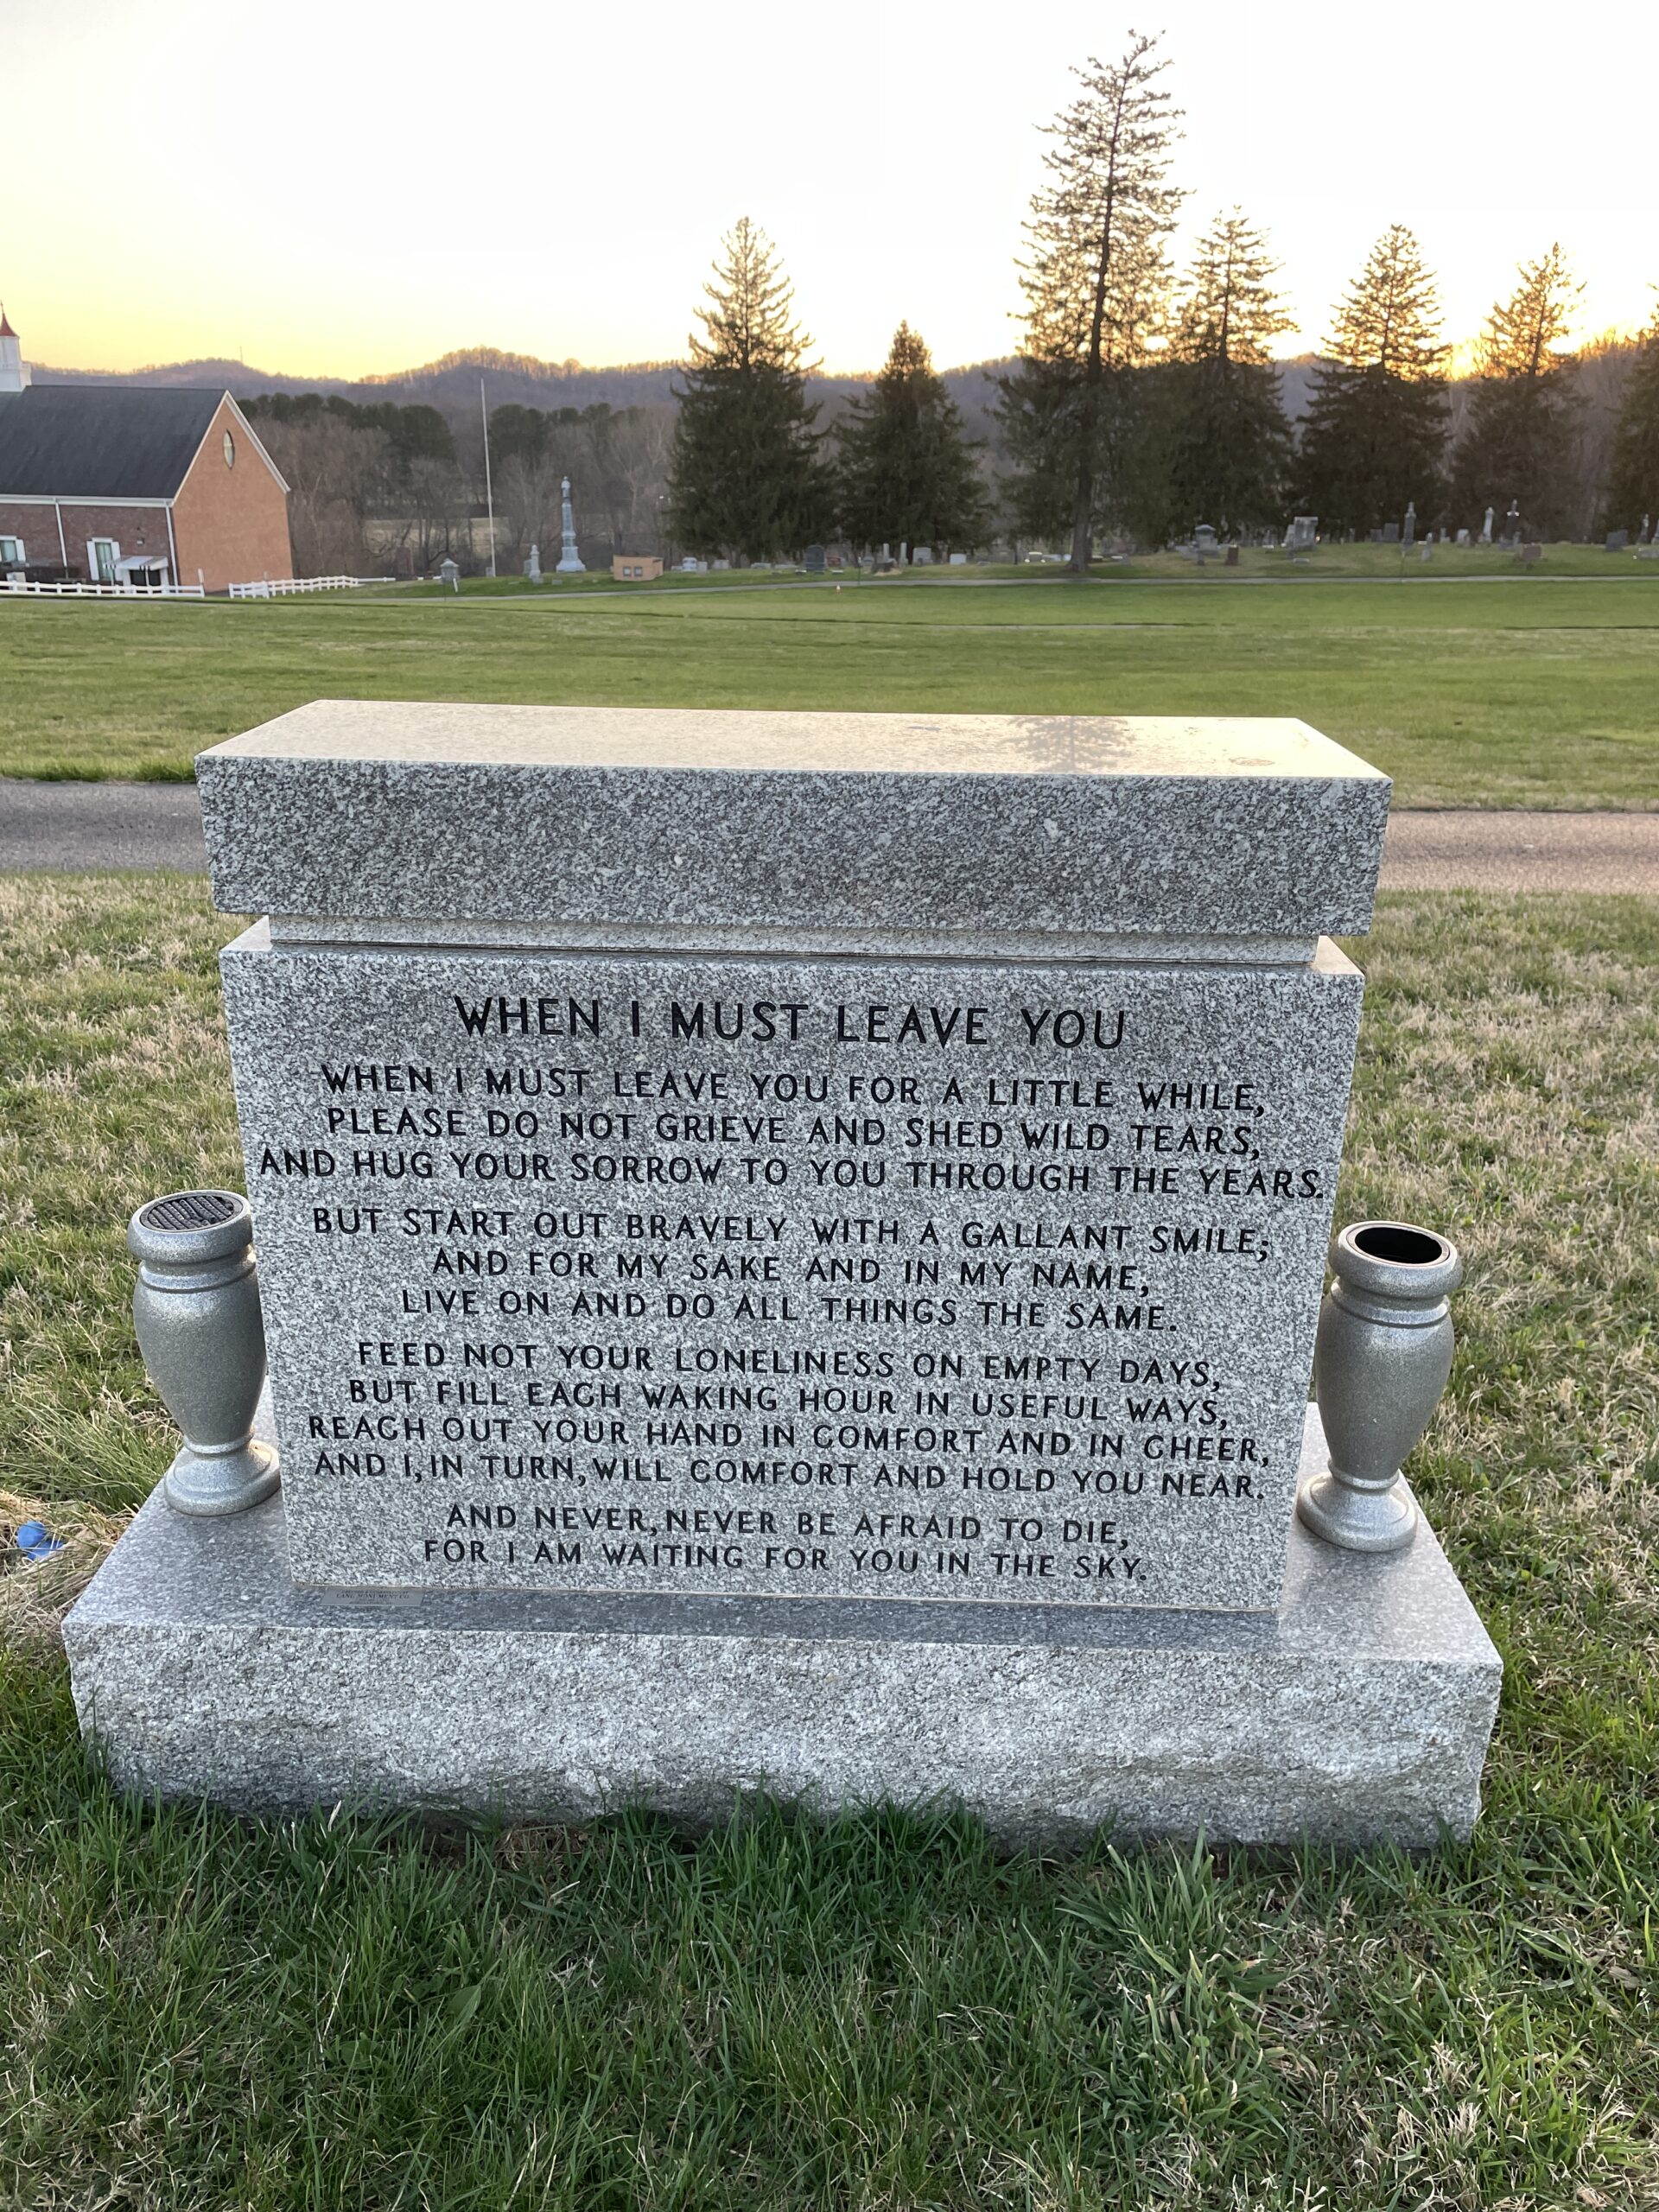 WHEN I MUST LEAVE YOU
WHEN I MUST LEAVE YOU FOR A LITTLE WHILE,
PLEASE DO NOT GRIEVE AND SHED WILD TEARS,
AND HUG YOUR SORROW TO YOU THROUGH THE YEARS.
BUT START OUT BRAVELY WITH A GALLANT SMILE;
AND FOR MY SAKE AND IN MY NAME,
LIVE ON AND DO ALL THINGS THE SAME.
FEED NOT YOUR LONELINESS ON EMPTY DAYS,
BUT FILL EACH WAKING HOUR IN USEFUL WAYS,
REACH OUT YOUR HAND IN COMFORT AND IN CHEER,
AND I, IN TURN, WILL COMFORT AND HOLD YOU NEAR.
AND NEVER, NEVER BE AFRAID TO DIE,
FOR I AM WAITING FOR YOU IN THE SKY.
MONUMENT CO.